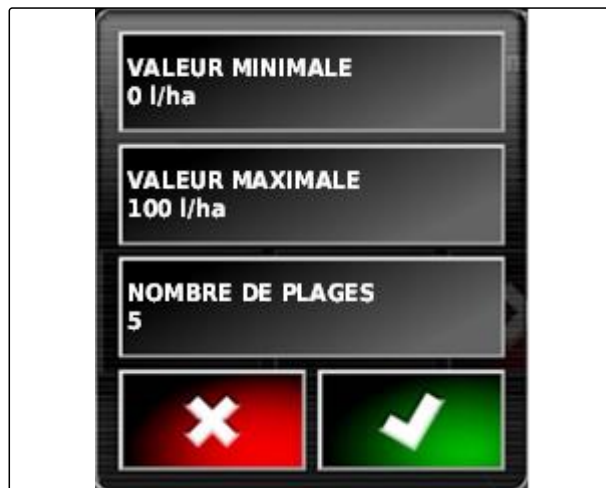 VALEUR MINIMALE
0 l/ha
VALEUR MAXIMALE
100 l/ha
NOMBRE DE PLAGES
5